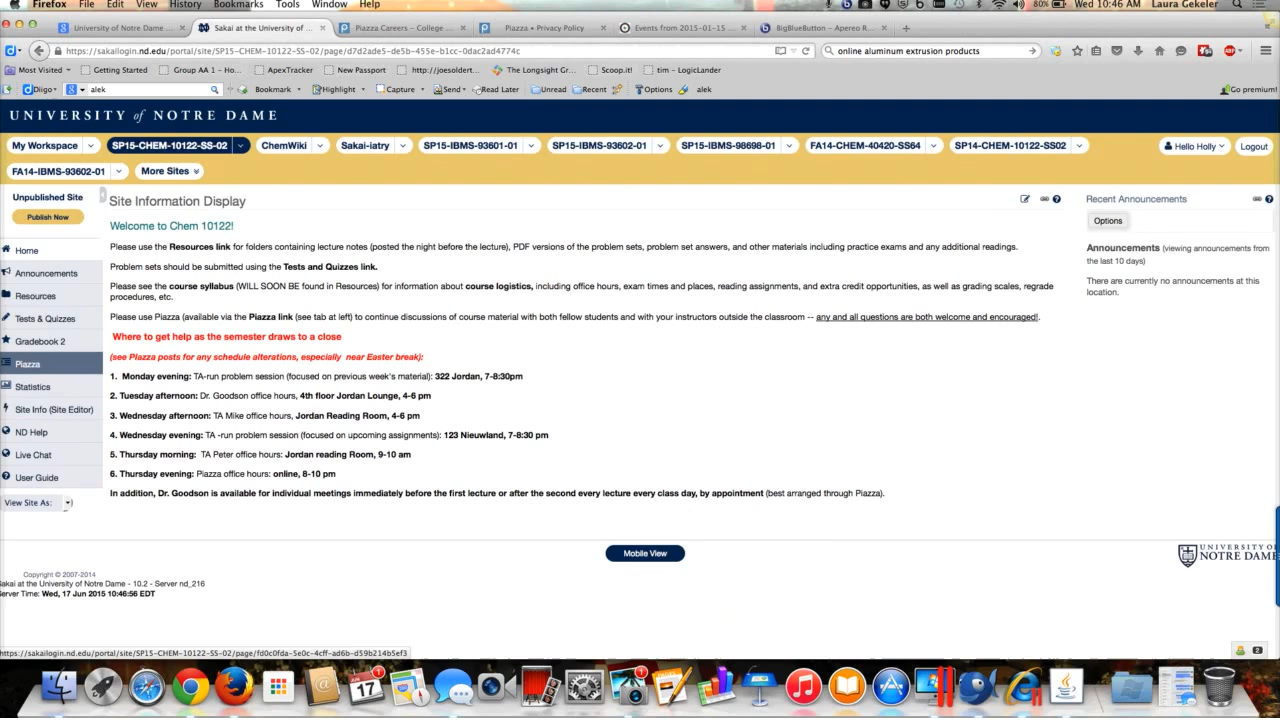 Firefox File Edit View History Bookmarks Tools Window Help 80% Wed 10:46 AM Laura Gekeler
University of Notre Dame Sakai at the University of Piazza Careers – College Piazza • Privacy Policy Events from 2015-01-15 BigBlueButton – Apereo R...
https://sakailogin.nd.edu/portal/site/SP15-CHEM-10122-SS-02/page/d7d2ade5-de5b-455e-b1cc-0dac2ad4774c online aluminum extrusion products
Most Visited Getting Started Group AA 1 – Ho... ApexTracker New Passport http://joesoldert... The Longsight Gr... Scoop.it! tim – LogicLander
Diigo alek Bookmark Highlight Capture Send Read Later Unread Recent Options alek Go premium!
UNIVERSITY of NOTRE DAME
My Workspace SP15-CHEM-10122-SS-02 ChemWiki Sakai-iatry SP15-IBMS-93601-01 SP15-IBMS-93602-01 SP15-IBMS-98698-01 FA14-CHEM-40420-SS64 SP14-CHEM-10122-SS02 Hello Holly Logout
FA14-IBMS-93602-01 More Sites
Unpublished Site
Publish Now
Home
Announcements
Resources
Tests & Quizzes
Gradebook 2
Piazza
Statistics
Site Info (Site Editor)
ND Help
Live Chat
User Guide
View Site As:
Site Information Display
Welcome to Chem 10122!
Please use the Resources link for folders containing lecture notes (posted the night before the lecture), PDF versions of the problem sets, problem set answers, and other materials including practice exams and any additional readings.
Problem sets should be submitted using the Tests and Quizzes link.
Please see the course syllabus (WILL SOON BE found in Resources) for information about course logistics, including office hours, exam times and places, reading assignments, and extra credit opportunities, as well as grading scales, regrade
procedures, etc.
Please use Piazza (available via the Piazza link (see tab at left) to continue discussions of course material with both fellow students and with your instructors outside the classroom -- any and all questions are both welcome and encouraged!.
Where to get help as the semester draws to a close
(see PIazza posts for any schedule alterations, especially near Easter break):
1. Monday evening: TA-run problem session (focused on previous week's material): 322 Jordan, 7-8:30pm
2. Tuesday afternoon: Dr. Goodson office hours, 4th floor Jordan Lounge, 4-6 pm
3. Wednesday afternoon: TA Mike office hours, Jordan Reading Room, 4-6 pm
4. Wednesday evening: TA -run problem session (focused on upcoming assignments): 123 Nieuwland, 7-8:30 pm
5. Thursday morning: TA Peter office hours: Jordan reading Room, 9-10 am
6. Thursday evening: Piazza office hours: online, 8-10 pm
In addition, Dr. Goodson is available for individual meetings immediately before the first lecture or after the second every lecture every class day, by appointment (best arranged through Piazza).
Recent Announcements
Options
Announcements (viewing announcements from
the last 10 days)
There are currently no announcements at this
location.
Mobile View
UNIVERSITY OF
NOTRE DAME
Copyright © 2007-2014
Sakai at the University of Notre Dame - 10.2 - Server nd_216
Server Time: Wed, 17 Jun 2015 10:46:56 EDT
https://sakailogin.nd.edu/portal/site/SP15-CHEM-10122-SS-02/page/fd0c0fda-5e0c-4cff-ad6b-d59b214b5ef3
2
17
1
1